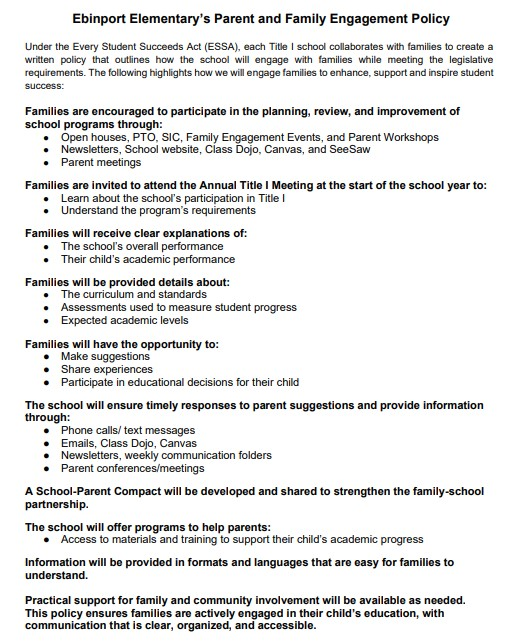 Ebinport Elementary's Parent and Family Engagement Policy
Under the Every Student Succeeds Act (ESSA), each Title I school collaborates with families to create a
written policy that outlines how the school will engage with families while meeting the legislative
requirements. The following highlights how we will engage families to enhance, support and inspire student
success:
Families are encouraged to participate in the planning, review, and improvement of
school programs through:
● Open houses, PTO, SIC, Family Engagement Events, and Parent Workshops
● Newsletters, School website, Class Dojo, Canvas, and SeeSaw
● Parent meetings
Families are invited to attend the Annual Title I Meeting at the start of the school year to:
● Learn about the school's participation in Title I
● Understand the program's requirements
Families will receive clear explanations of:
● The school's overall performance
● Their child's academic performance
Families will be provided details about:
● The curriculum and standards
● Assessments used to measure student progress
● Expected academic levels
Families will have the opportunity to:
● Make suggestions
● Share experiences
● Participate in educational decisions for their child
The school will ensure timely responses to parent suggestions and provide information
through:
● Phone calls/ text messages
● Emails, Class Dojo, Canvas
● Newsletters, weekly communication folders
● Parent conferences/meetings
A School-Parent Compact will be developed and shared to strengthen the family-school
partnership.
The school will offer programs to help parents:
● Access to materials and training to support their child's academic progress
Information will be provided in formats and languages that are easy for families to
understand.
Practical support for family and community involvement will be available as needed.
This policy ensures families are actively engaged in their child's education, with
communication that is clear, organized, and accessible.